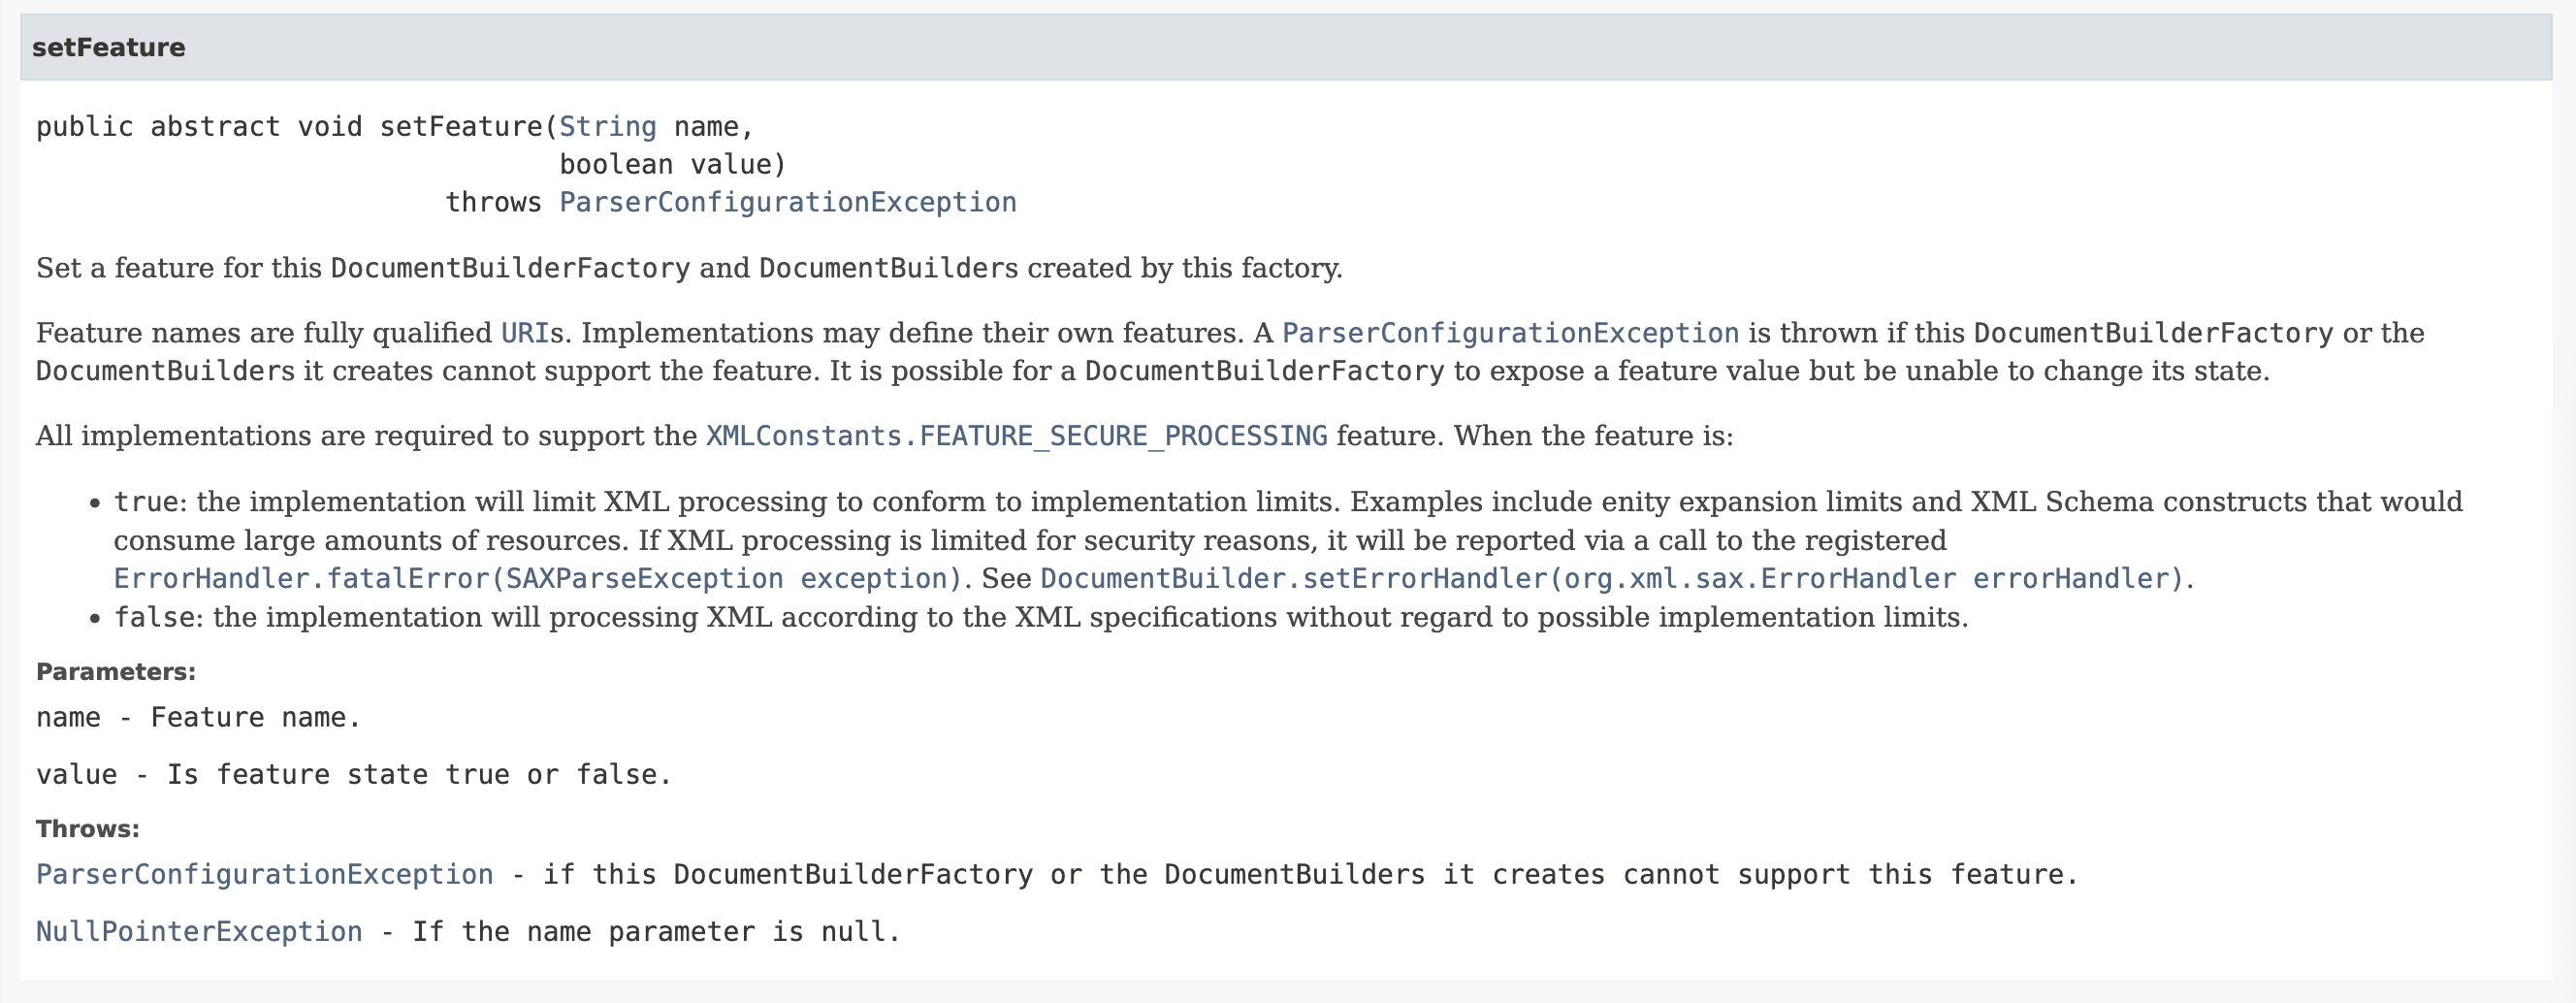 setFeature
public abstract void setFeature(String name,
boolean value)
throws ParserConfigurationException
Set a feature for this DocumentBuilderFactory and DocumentBuilders created by this factory.
Feature names are fully qualified URIs. Implementations may define their own features. A ParserConfigurationException is thrown if this DocumentBuilderFactory or the
DocumentBuilders it creates cannot support the feature. It is possible for a DocumentBuilderFactory to expose a feature value but be unable to change its state.
All implementations are required to support the XMLConstants.FEATURE_SECURE_PROCESSING feature. When the feature is:
• true: the implementation will limit XML processing to conform to implementation limits. Examples include enity expansion limits and XML Schema constructs that would
consume large amounts of resources. If XML processing is limited for security reasons, it will be reported via a call to the registered
ErrorHandler.fatalError(SAXParseException exception). See DocumentBuilder.setErrorHandler(org.xml.sax.ErrorHandler errorHandler).
• false: the implementation will processing XML according to the XML specifications without regard to possible implementation limits.
Parameters:
name - Feature name.
value - Is feature state true or false.
Throws:
ParserConfigurationException - if this DocumentBuilderFactory or the DocumentBuilders it creates cannot support this feature.
NullPointerException - If the name parameter is null.